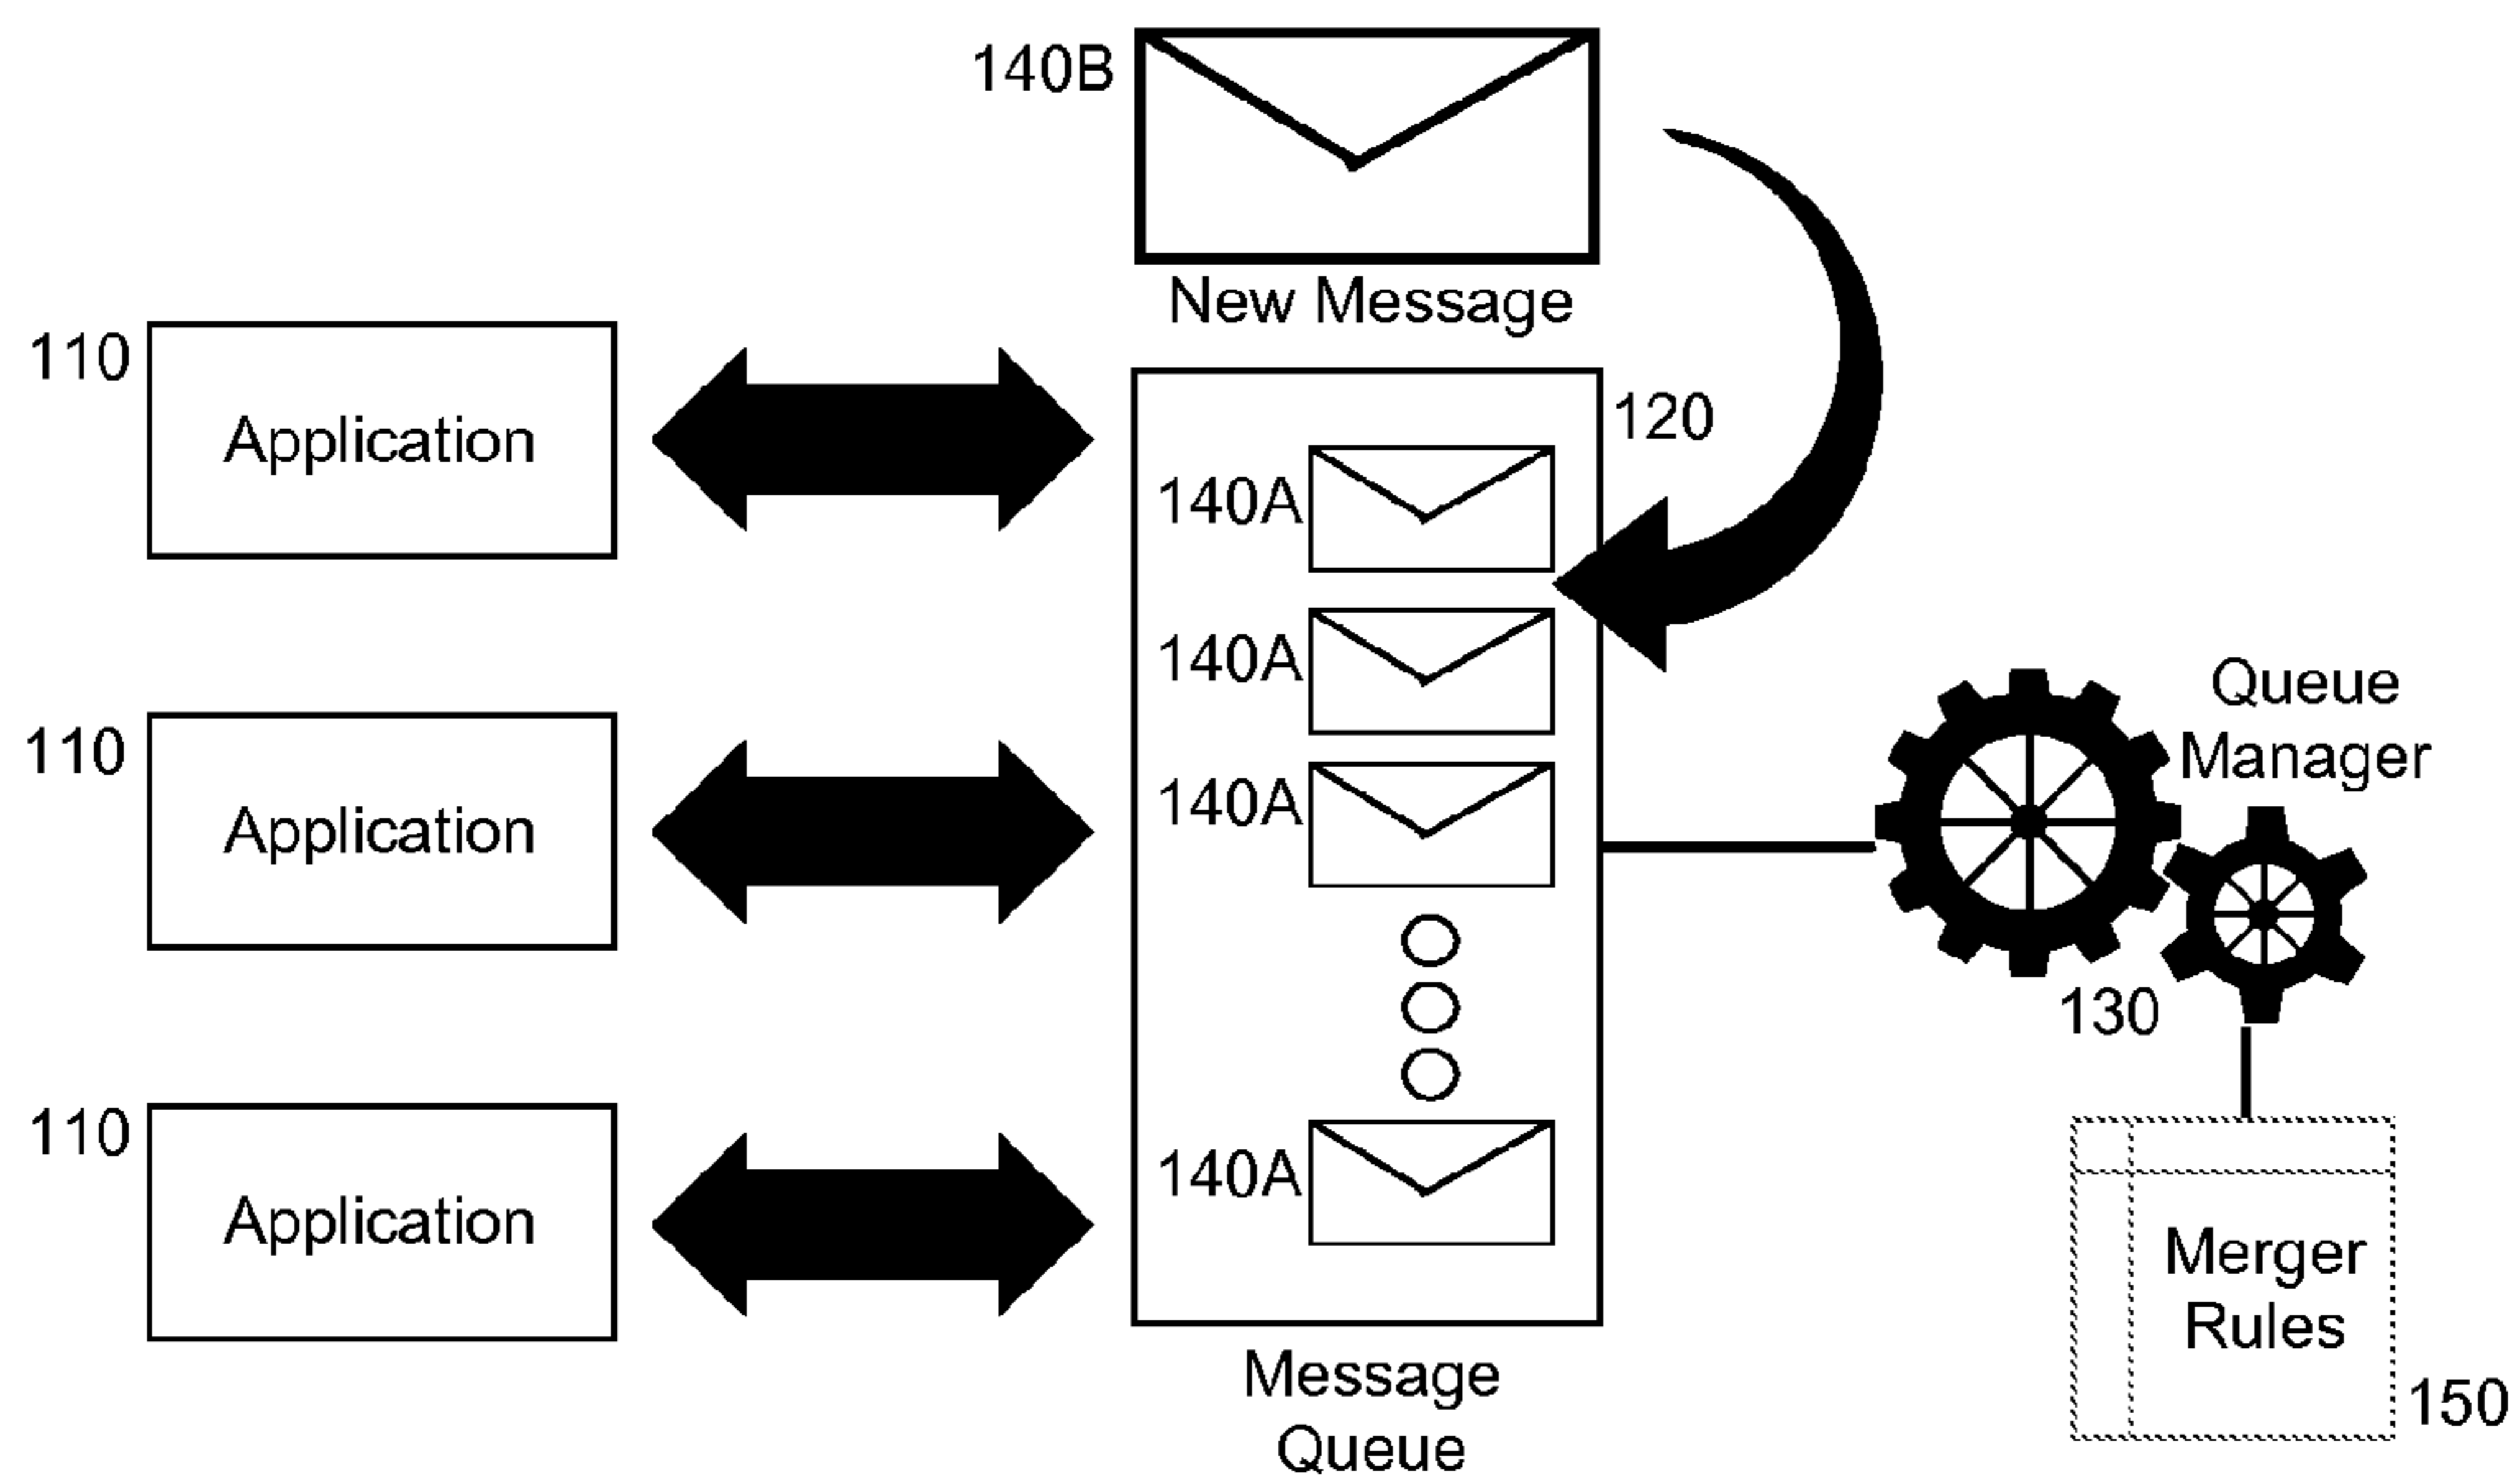 140B
New Message
110
Application
120
140A
140A
Queue
Manager
110
Application
140A
130
110
Application
140A
Merger
Rules
150
Message
Queue